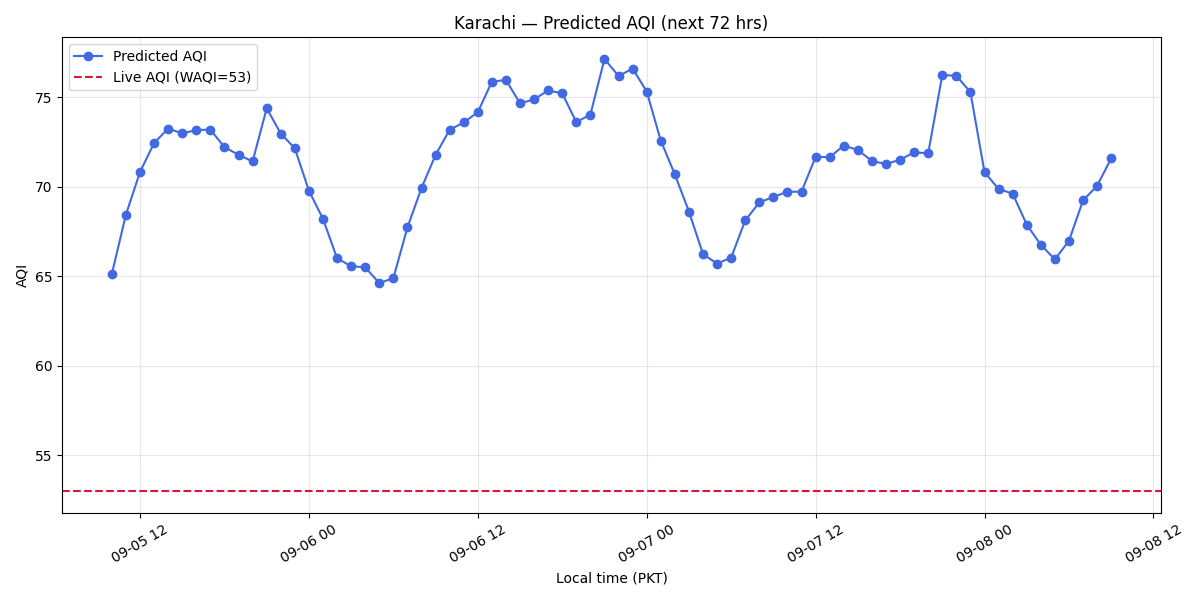 Karachi — Predicted AQI (next 72 hrs)
Predicted AQI
Live AQI (WAQI=53)
AQI
75
70
65
60
55
09-05 12
09-06 00
09-06 12
09-07 00
09-07 12
09-08 00
09-08 12
Local time (PKT)